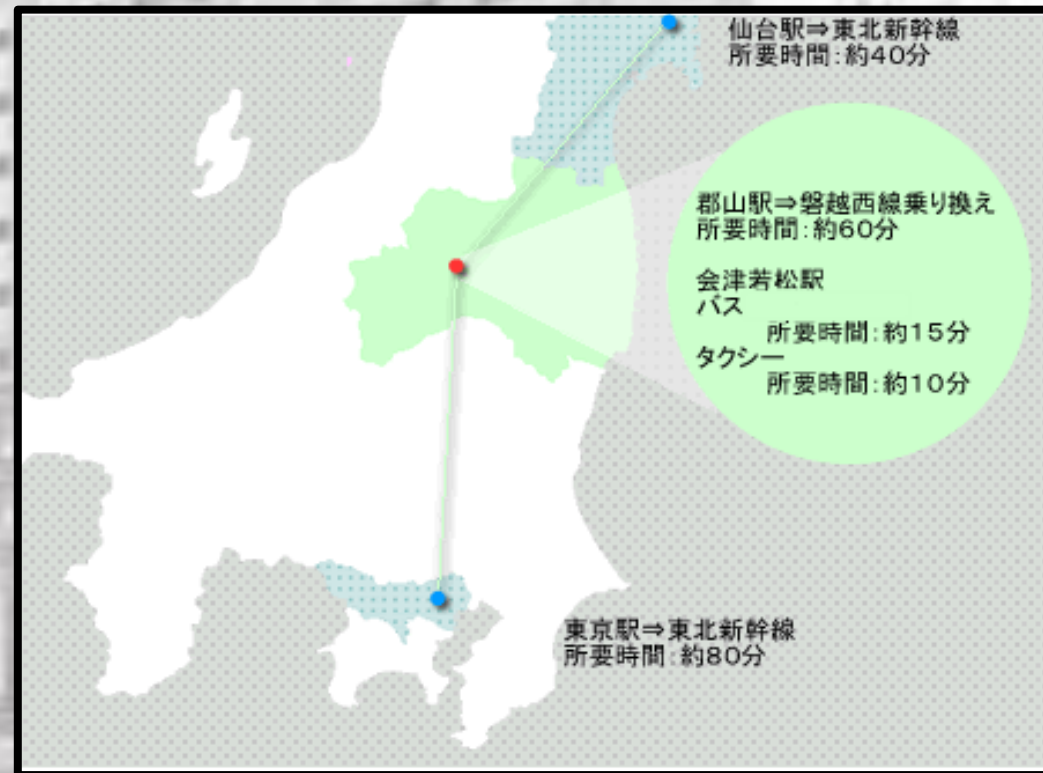 仙台駅⇒東北新幹線
所要時間:約40分
郡山駅⇒磐越西線乗り換え
所要時間:約60分
会津若松駅
バス
所要時間:約15分
タクシー
所要時間:約10分
東京駅⇒東北新幹線
所要時間:約80分